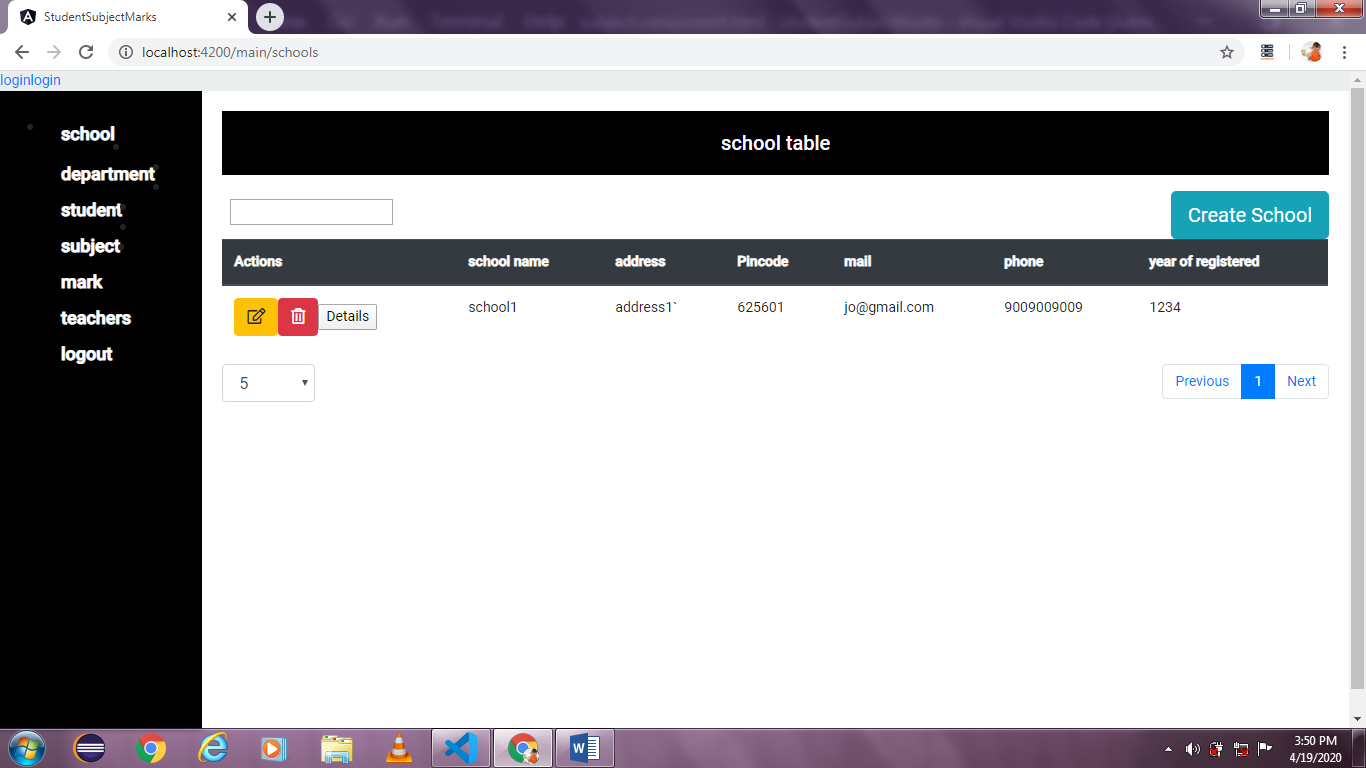 StudentSubjectMarks
localhost:4200/main/schools
loginlogin
school
department
student
subject
mark
teachers
logout
school table
Create School
Actions school name address Pincode mail phone year of registered
Details school1 address1` 625601 jo@gmail.com 9009009009 1234
5 Previous 1 Next
3:50 PM
4/19/2020